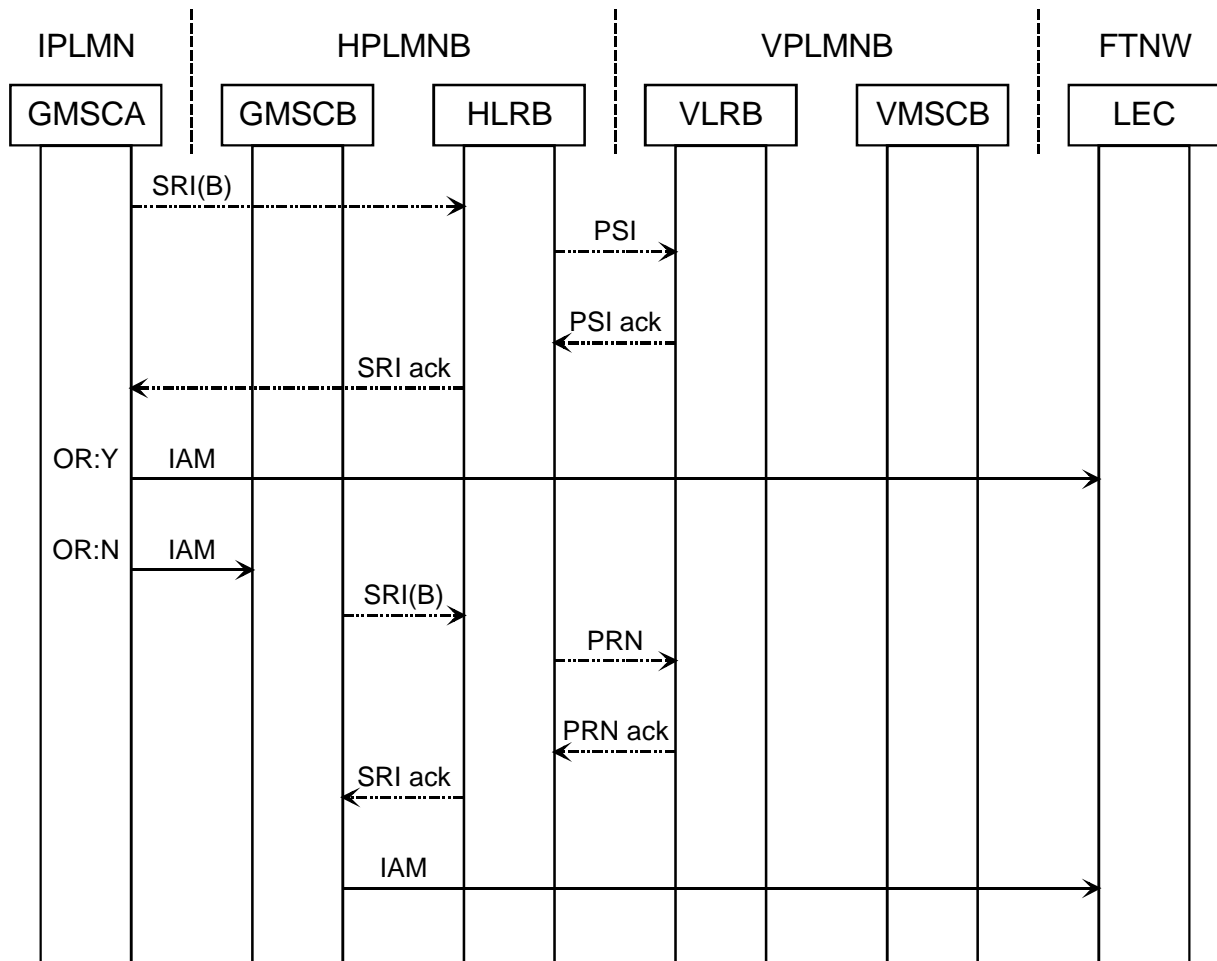 IPLMN HPLMNB VPLMNB FTNW
GMSCA GMSCB HLRB VLRB VMSCB LEC
SRI(B)
PSI
PSI ack
SRI ack
OR:Y IAM
OR:N IAM
SRI(B)
PRN
PRN ack
SRI ack
IAM